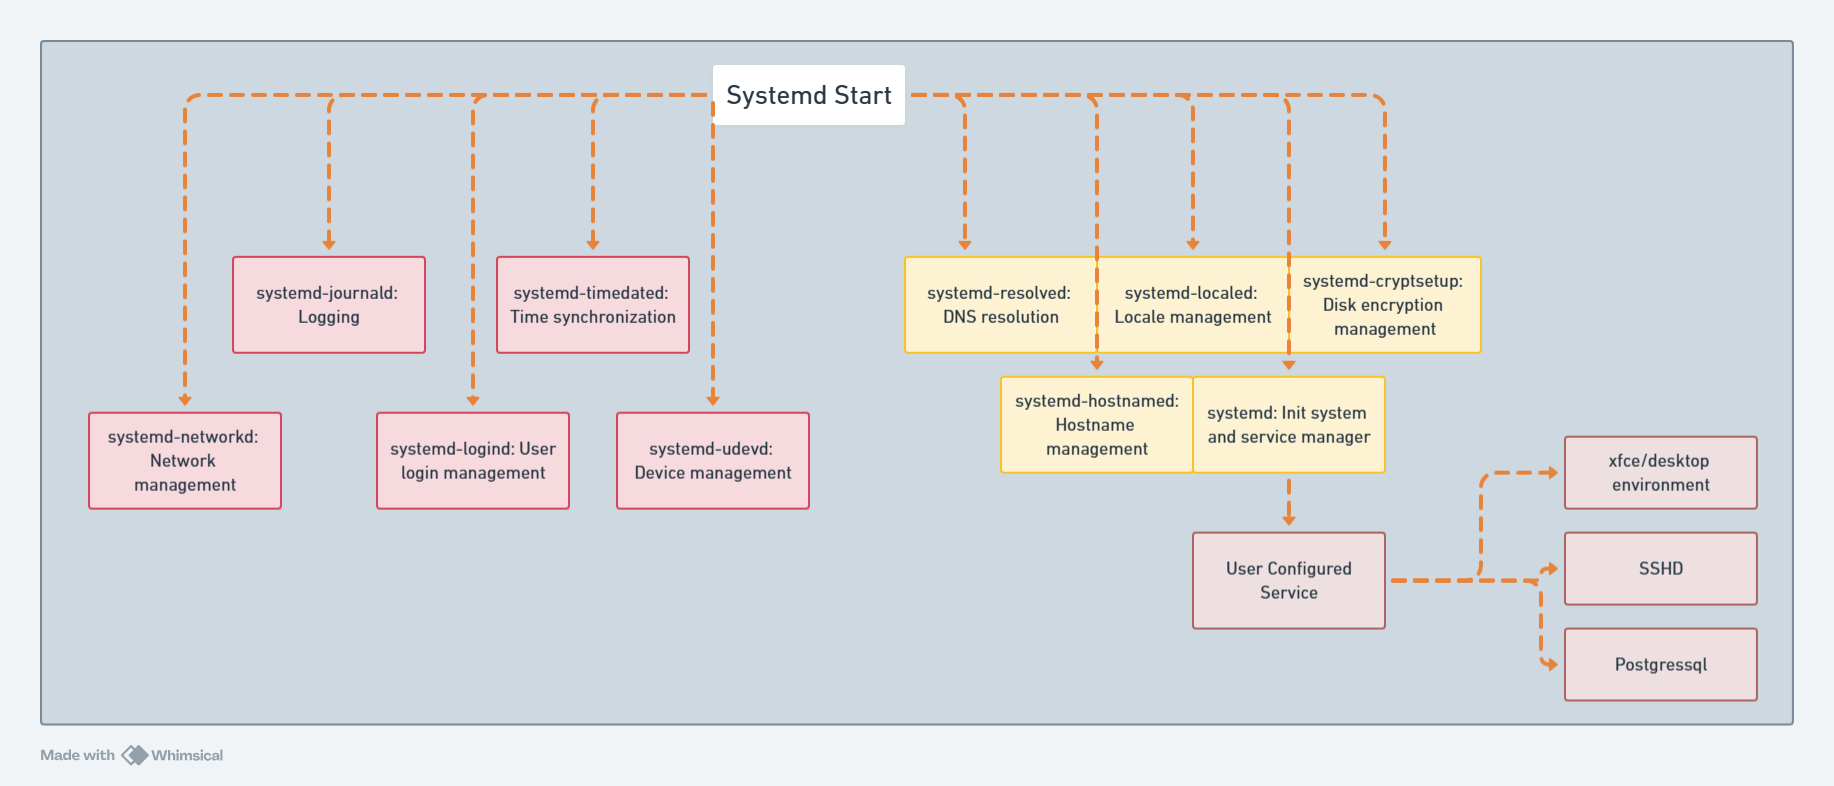 Systemd Start
systemd-journald:
Logging
systemd-timedated:
Time synchronization
systemd-resolved:
DNS resolution
systemd-localed:
Locale management
systemd-cryptsetup:
Disk encryption
management
systemd-networkd:
Network
management
systemd-logind: User
login management
systemd-udevd:
Device management
systemd-hostnamed:
Hostname
management
systemd: Init system
and service manager
xfce/desktop
environment
User Configured
Service
SSHD
Postgressql
Made with Whimsical